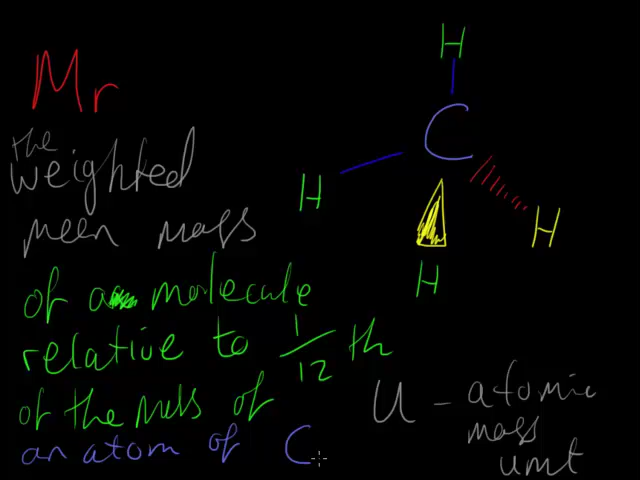 Mr
the
weighted
mean mass
of a molecule
relative to 1/12 th
of the mass of
an atom of C
H
C
H
H
H
U - atomic
mass
unit